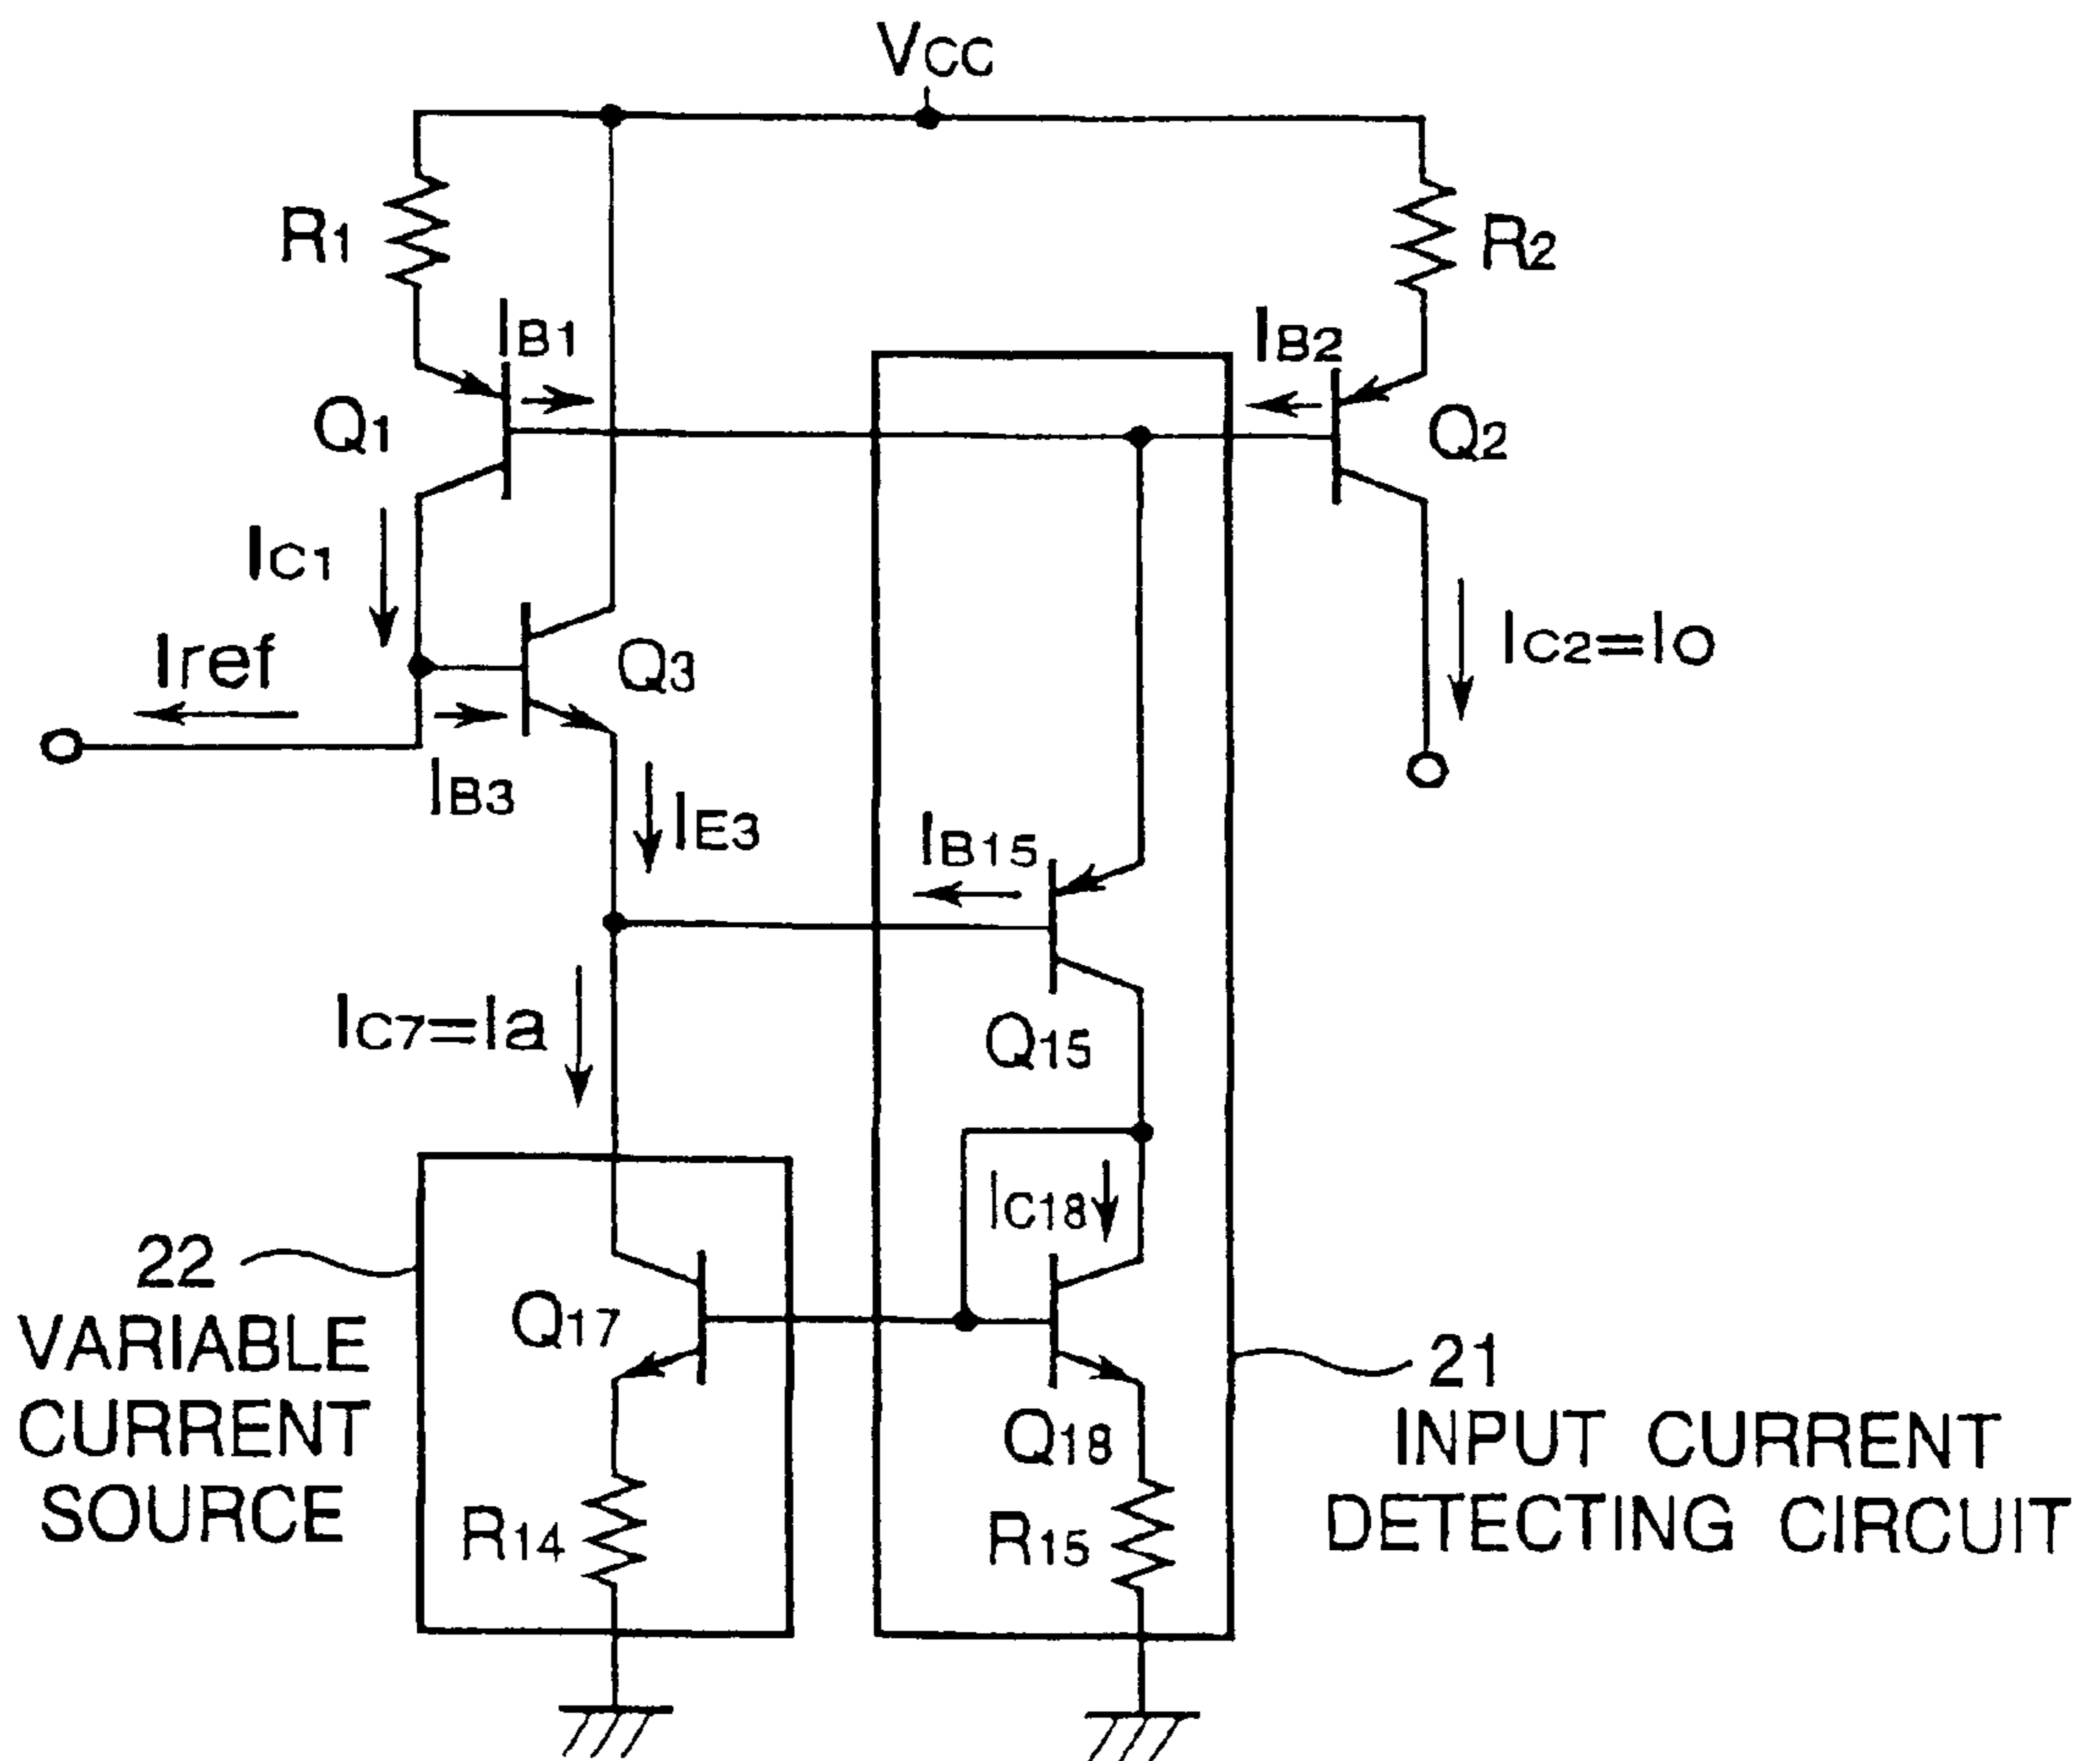 Vcc
R1
R2
IB1
IB2
Q1
Q2
IC1
Iref
Q3
IC2=Io
IB3
IE3
IB15
IC7=Ia
Q15
IC18
22
VARIABLE
CURRENT
SOURCE
Q17
21
INPUT CURRENT
DETECTING CIRCUIT
Q18
R14
R15